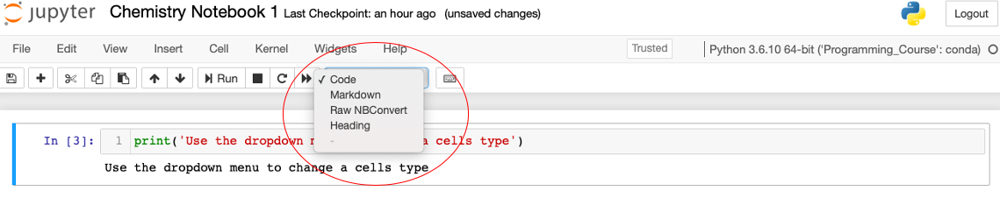 jupyter Chemistry Notebook 1 Last Checkpoint: an hour ago (unsaved changes) Logout
File Edit View Insert Cell Kernel Widgets Help Trusted Python 3.6.10 64-bit ('Programming_Course': conda)
Run
✓ Code
Markdown
Raw NBConvert
Heading
-
In [3]: 1 print('Use the dropdown m a cells type')
Use the dropdown menu to change a cells type